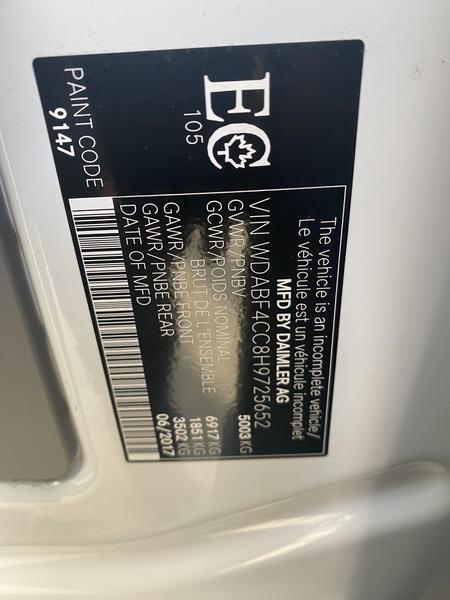 The vehicle is an incomplete vehicle/
Le véhicule est un véhicule incomplet
MFD BY DAIMLER AG
VIN WDABF4CC8H9725652
GVWR/PNBV 5003 KG
GCWR/POIDS NOMINAL
BRUT DE L'ENSEMBLE 6917 KG
GAWR/PNBE FRONT 1851 KG
GAWR/PNBE REAR 3502 KG
DATE OF MFD 06/2017
EC
105
PAINT CODE
9147